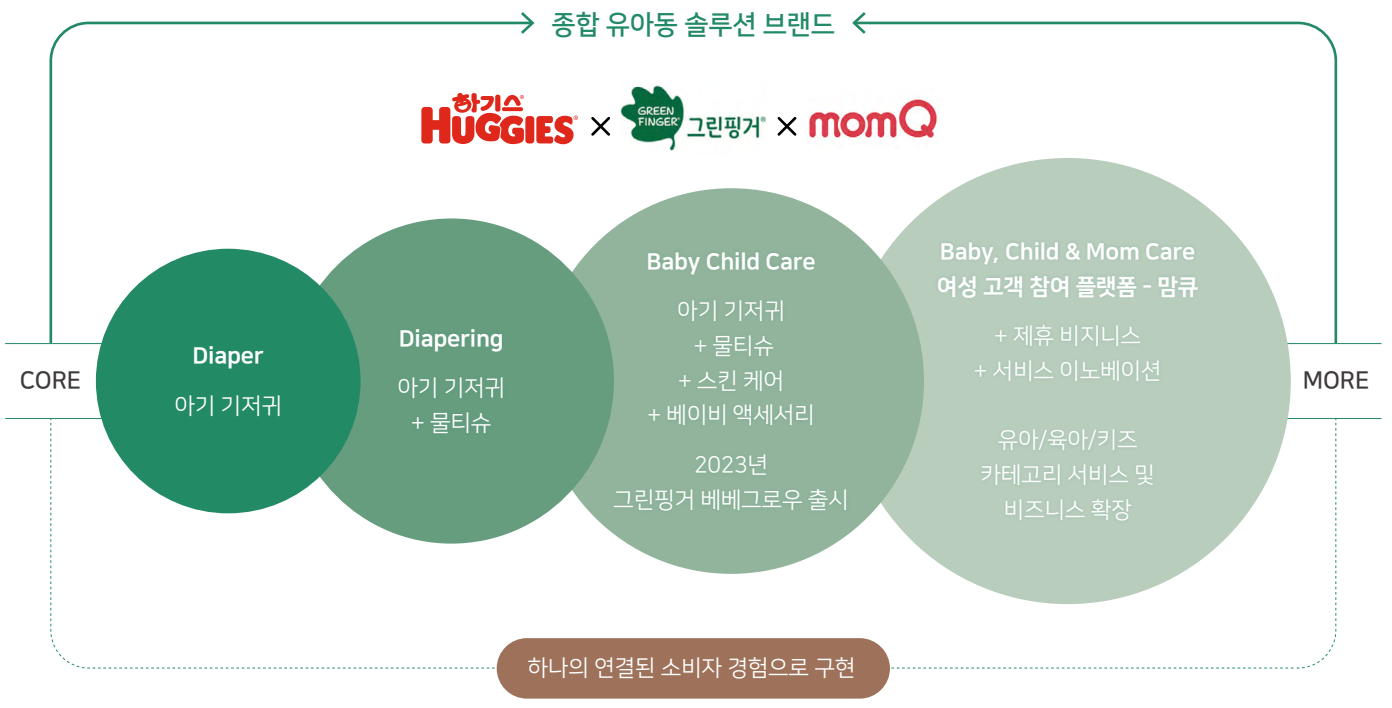 종합 유아동 솔루션 브랜드
하기스
HUGGIES × GREEN FINGER 그린핑거 × momQ
CORE
Diaper
아기 기저귀
Diapering
아기 기저귀
+ 물티슈
Baby Child Care
아기 기저귀
+ 물티슈
+ 스킨 케어
+ 베이비 액세서리
2023년
그린핑거 베베그로우 출시
Baby, Child & Mom Care
여성 고객 참여 플랫폼 - 맘큐
+ 제휴 비지니스
+ 서비스 이노베이션
유아/육아/키즈
카테고리 서비스 및
비즈니스 확장
MORE
하나의 연결된 소비자 경험으로 구현